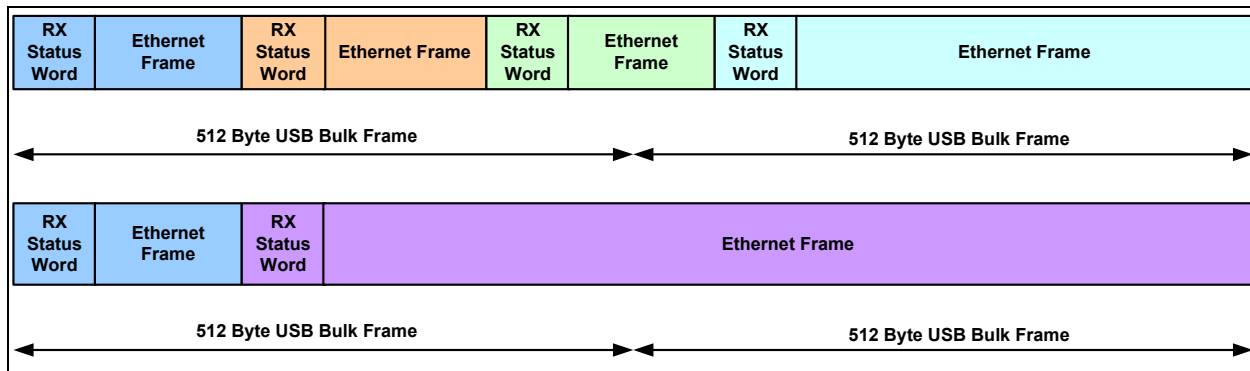 RX
Status
Word
Ethernet
Frame
RX
Status
Word
Ethernet Frame
RX
Status
Word
Ethernet
Frame
RX
Status
Word
Ethernet Frame
512 Byte USB Bulk Frame
512 Byte USB Bulk Frame
RX
Status
Word
Ethernet
Frame
RX
Status
Word
Ethernet Frame
512 Byte USB Bulk Frame
512 Byte USB Bulk Frame